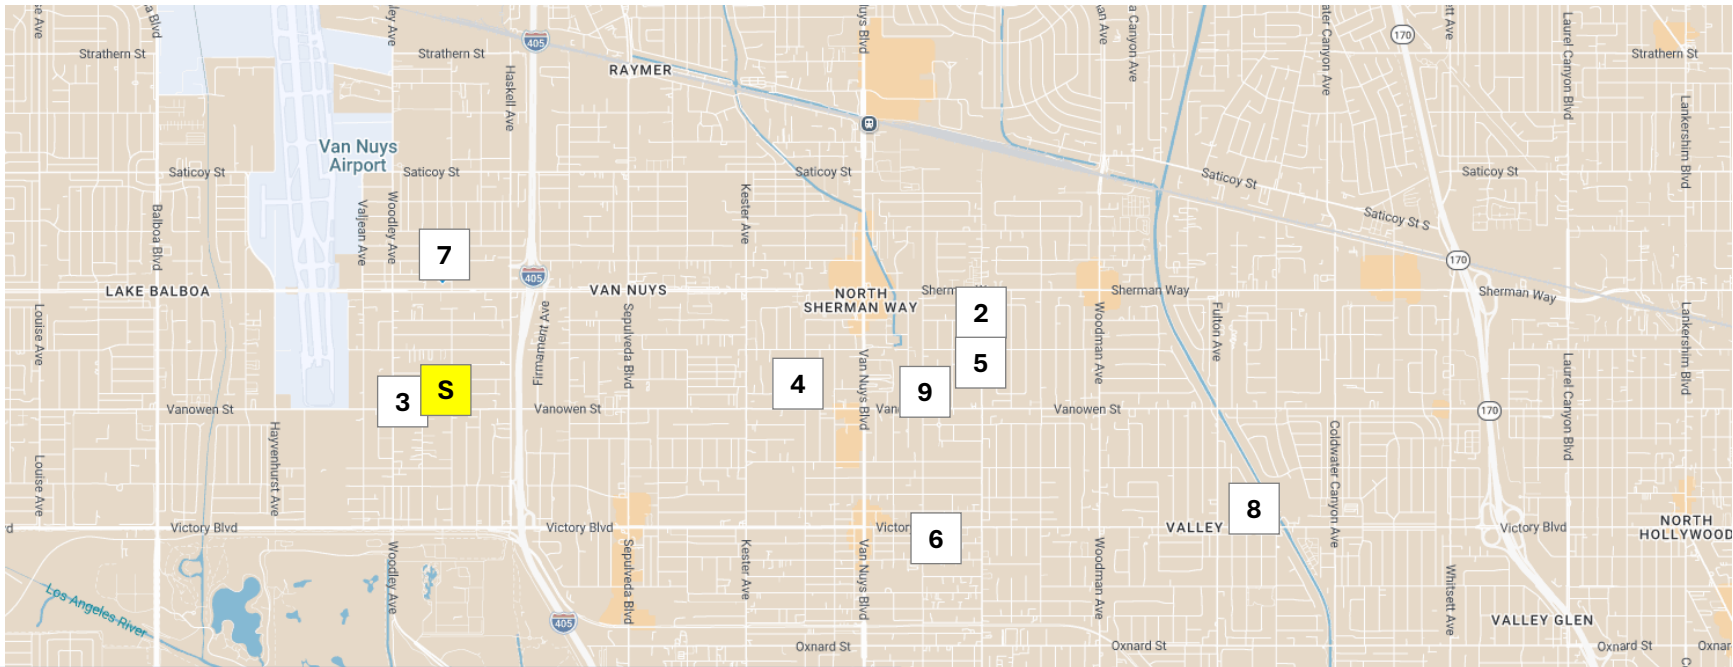 Strathern St
Strathern St
405
RAYMER
170
Strathern St
Haskell Ave
Laurel Canyon Blvd
Lankershim Blvd
Van Nuys
Airport
Saticoy St
Saticoy St
Saticoy St
Saticoy St
Saticoy St
Saticoy St S
Balboa Blvd
Valjean Ave
Woodley Ave
Kester Ave
7
405
170
LAKE BALBOA
VAN NUYS
NORTH
SHERMAN WAY
Sherman Way
Sherman Way
2
Louise Ave
Firmament Ave
Sepulveda Blvd
Woodman Ave
Fulton Ave
Lankershim Blvd
Van Nuys Blvd
Laurel Canyon Blvd
5
4
9
3
S
Vanowen St
Vanowen St
Vanowen St
170
Louise Ave
Hayvenhurst Ave
Coldwater Canyon Ave
8
Victory Blvd
Victory Blvd
6
VALLEY
Victory Blvd
NORTH
HOLLYWOOD
Woodley Ave
Sepulveda Blvd
Kester Ave
Van Nuys Blvd
Woodman Ave
Whitsett Ave
Los Angeles River
405
VALLEY GLEN
Oxnard St
Oxnard St
Oxnard St